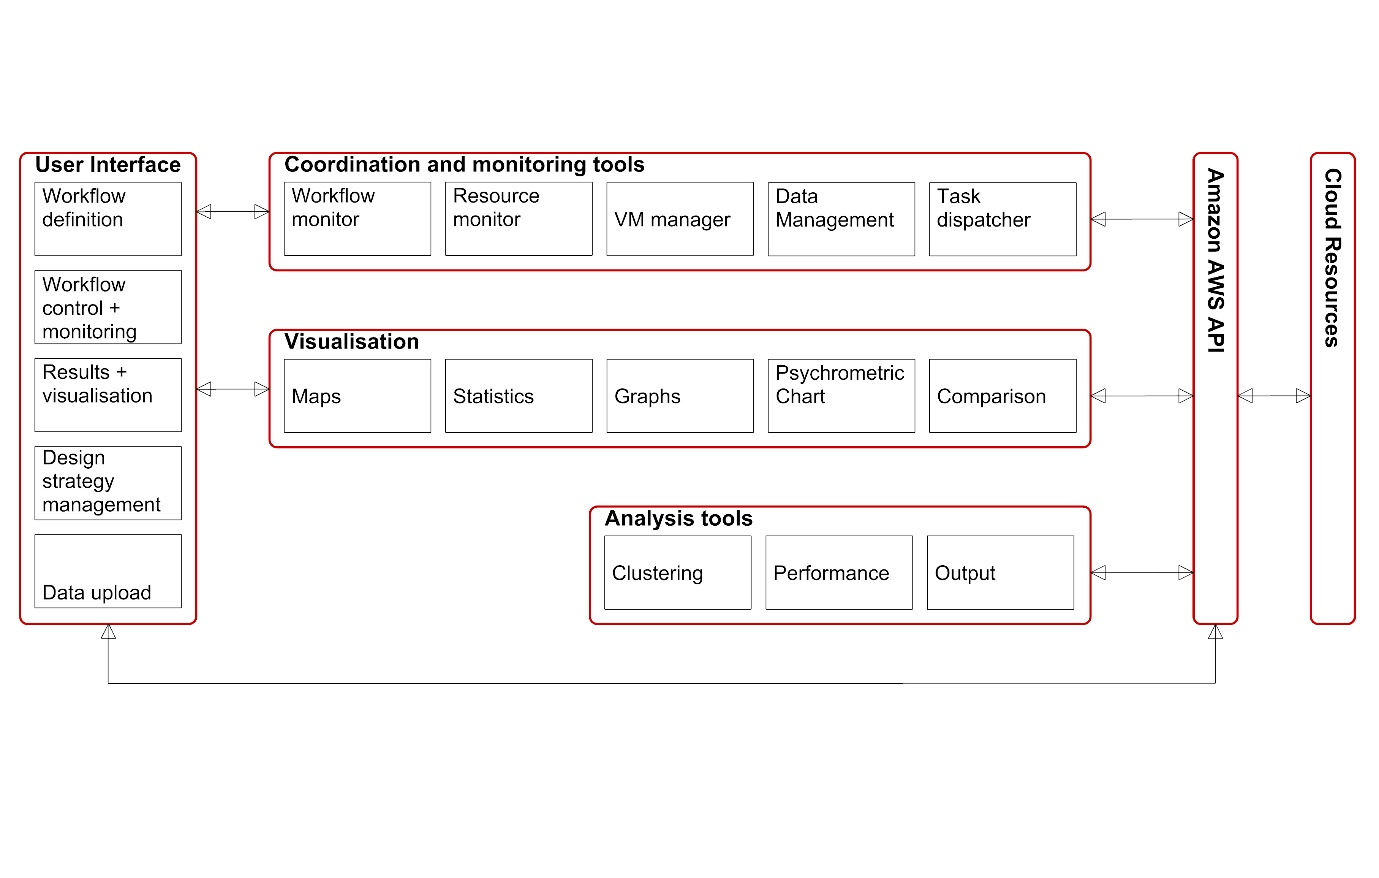 User Interface
Workflow
definition
Workflow
control +
monitoring
Results +
visualisation
Design
strategy
management
Data upload
Coordination and monitoring tools
Workflow
monitor
Resource
monitor
VM manager
Data
Management
Task
dispatcher
Visualisation
Maps
Statistics
Graphs
Psychrometric
Chart
Comparison
Analysis tools
Clustering
Performance
Output
Amazon AWS API
Cloud Resources